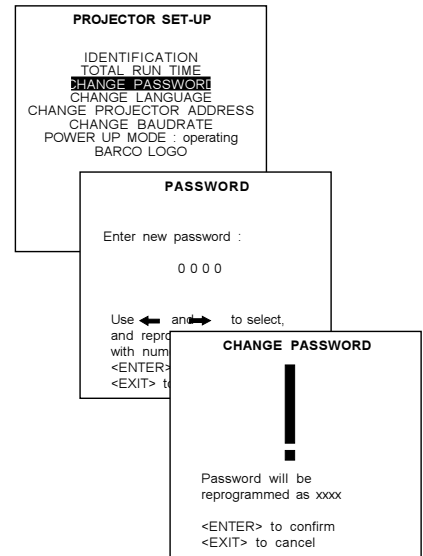 PROJECTOR SET-UP
IDENTIFICATION
TOTAL RUN TIME
CHANGE PASSWORD
CHANGE LANGUAGE
CHANGE PROJECTOR ADDRESS
CHANGE BAUDRATE
POWER UP MODE : operating
BARCO LOGO
PASSWORD
Enter new password :
0 0 0 0
Use and to select,
and repro
with num
<ENTER>
<EXIT> to
CHANGE PASSWORD
!
Password will be
reprogrammed as xxxx
<ENTER> to confirm
<EXIT> to cancel